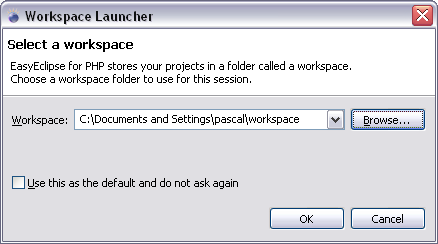 Workspace Launcher
Select a workspace
EasyEclipse for PHP stores your projects in a folder called a workspace.
Choose a workspace folder to use for this session.
Workspace: C:\Documents and Settings\pascal\workspace Browse...
Use this as the default and do not ask again
OK Cancel